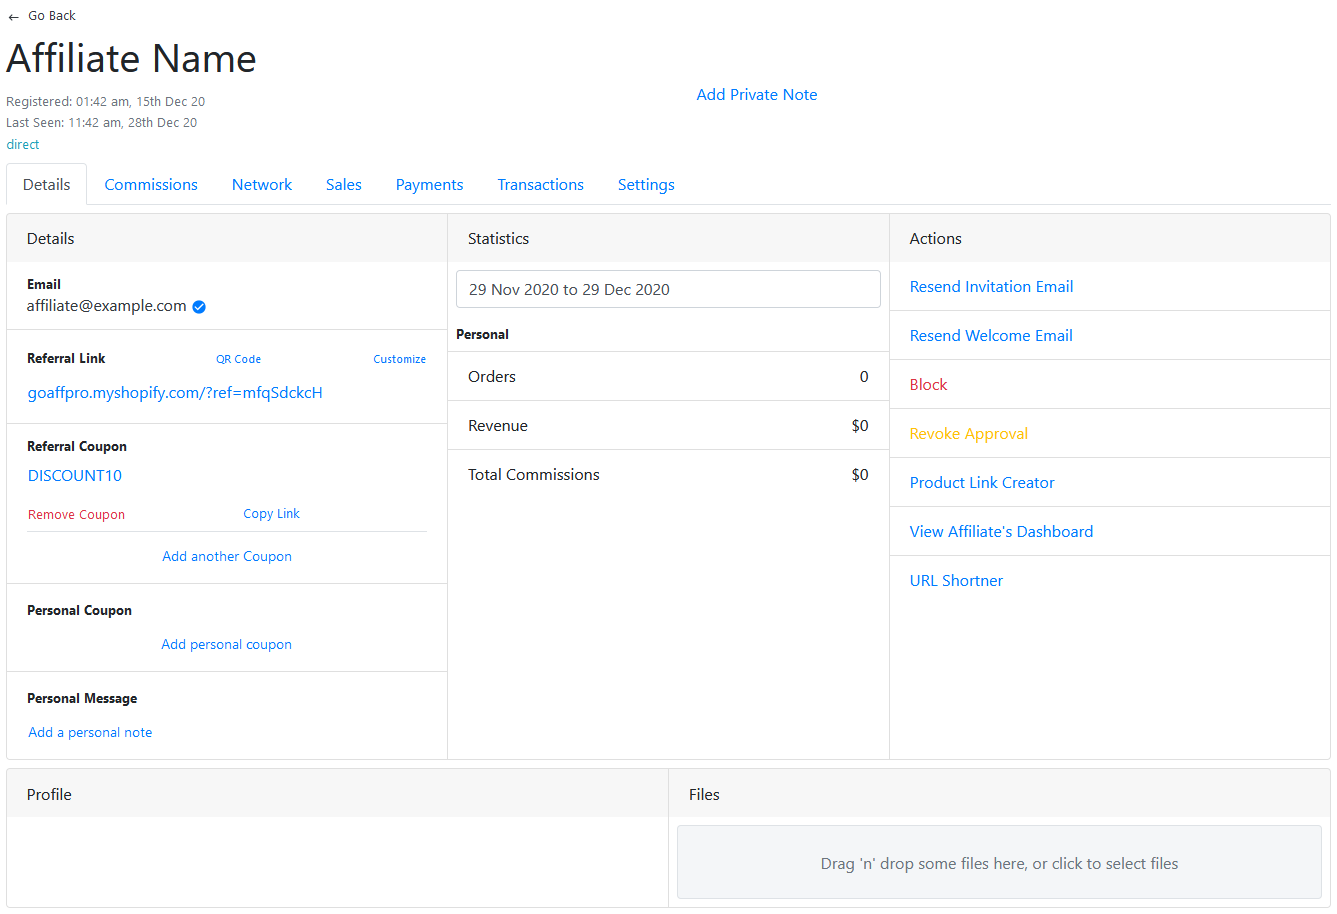 ← Go Back
Affiliate Name
Registered: 01:42 am, 15th Dec 20
Last Seen: 11:42 am, 28th Dec 20
direct
Add Private Note
Details Commissions Network Sales Payments Transactions Settings
Details
Email
affiliate@example.com
Referral Link QR Code Customize
goaffpro.myshopify.com/?ref=mfqSdckcH
Referral Coupon
DISCOUNT10
Remove Coupon Copy Link
Add another Coupon
Personal Coupon
Add personal coupon
Personal Message
Add a personal note
Statistics
29 Nov 2020 to 29 Dec 2020
Personal
Orders 0
Revenue $0
Total Commissions $0
Actions
Resend Invitation Email
Resend Welcome Email
Block
Revoke Approval
Product Link Creator
View Affiliate's Dashboard
URL Shortner
Profile
Files
Drag 'n' drop some files here, or click to select files